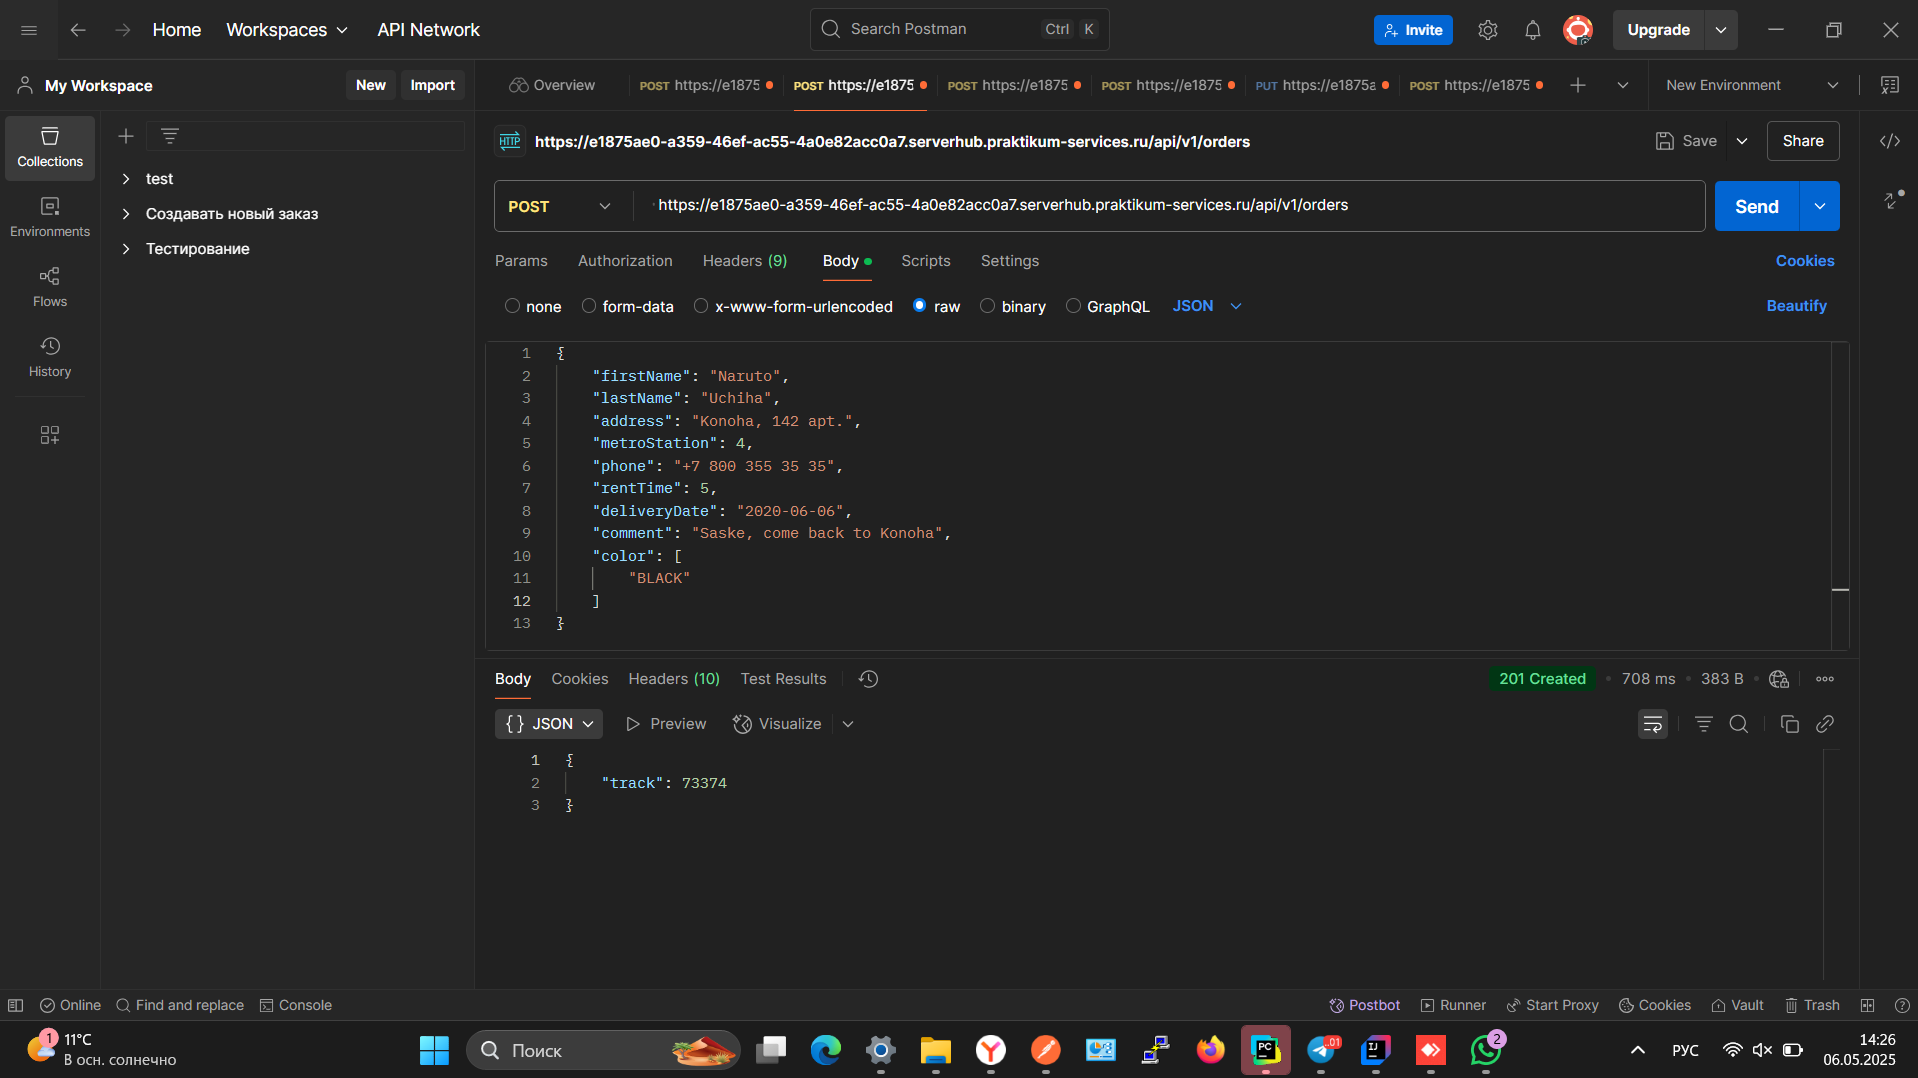 Home Workspaces API Network Search Postman Ctrl K Invite Upgrade
My Workspace New Import Overview POST https://e1875 POST https://e1875 POST https://e1875 POST https://e1875 PUT https://e1875a POST https://e1875 New Environment
HTTP https://e1875ae0-a359-46ef-ac55-4a0e82acc0a7.serverhub.praktikum-services.ru/api/v1/orders Save Share
Collections
Environments
Flows
History
test
Создавать новый заказ
Тестирование
POST https://e1875ae0-a359-46ef-ac55-4a0e82acc0a7.serverhub.praktikum-services.ru/api/v1/orders Send
Params Authorization Headers (9) Body Scripts Settings Cookies
none form-data x-www-form-urlencoded raw binary GraphQL JSON Beautify
1 {
2 "firstName": "Naruto",
3 "lastName": "Uchiha",
4 "address": "Konoha, 142 apt.",
5 "metroStation": 4,
6 "phone": "+7 800 355 35 35",
7 "rentTime": 5,
8 "deliveryDate": "2020-06-06",
9 "comment": "Saske, come back to Konoha",
10 "color": [
11 "BLACK"
12 ]
13 }
Body Cookies Headers (10) Test Results 201 Created 708 ms 383 B
{} JSON Preview Visualize
1 {
2 "track": 73374
3 }
Online Find and replace Console Postbot Runner Start Proxy Cookies Vault Trash
1 11°C
В осн. солнечно
Поиск
PC
.01
IJ
2
РУС
14:26
06.05.2025